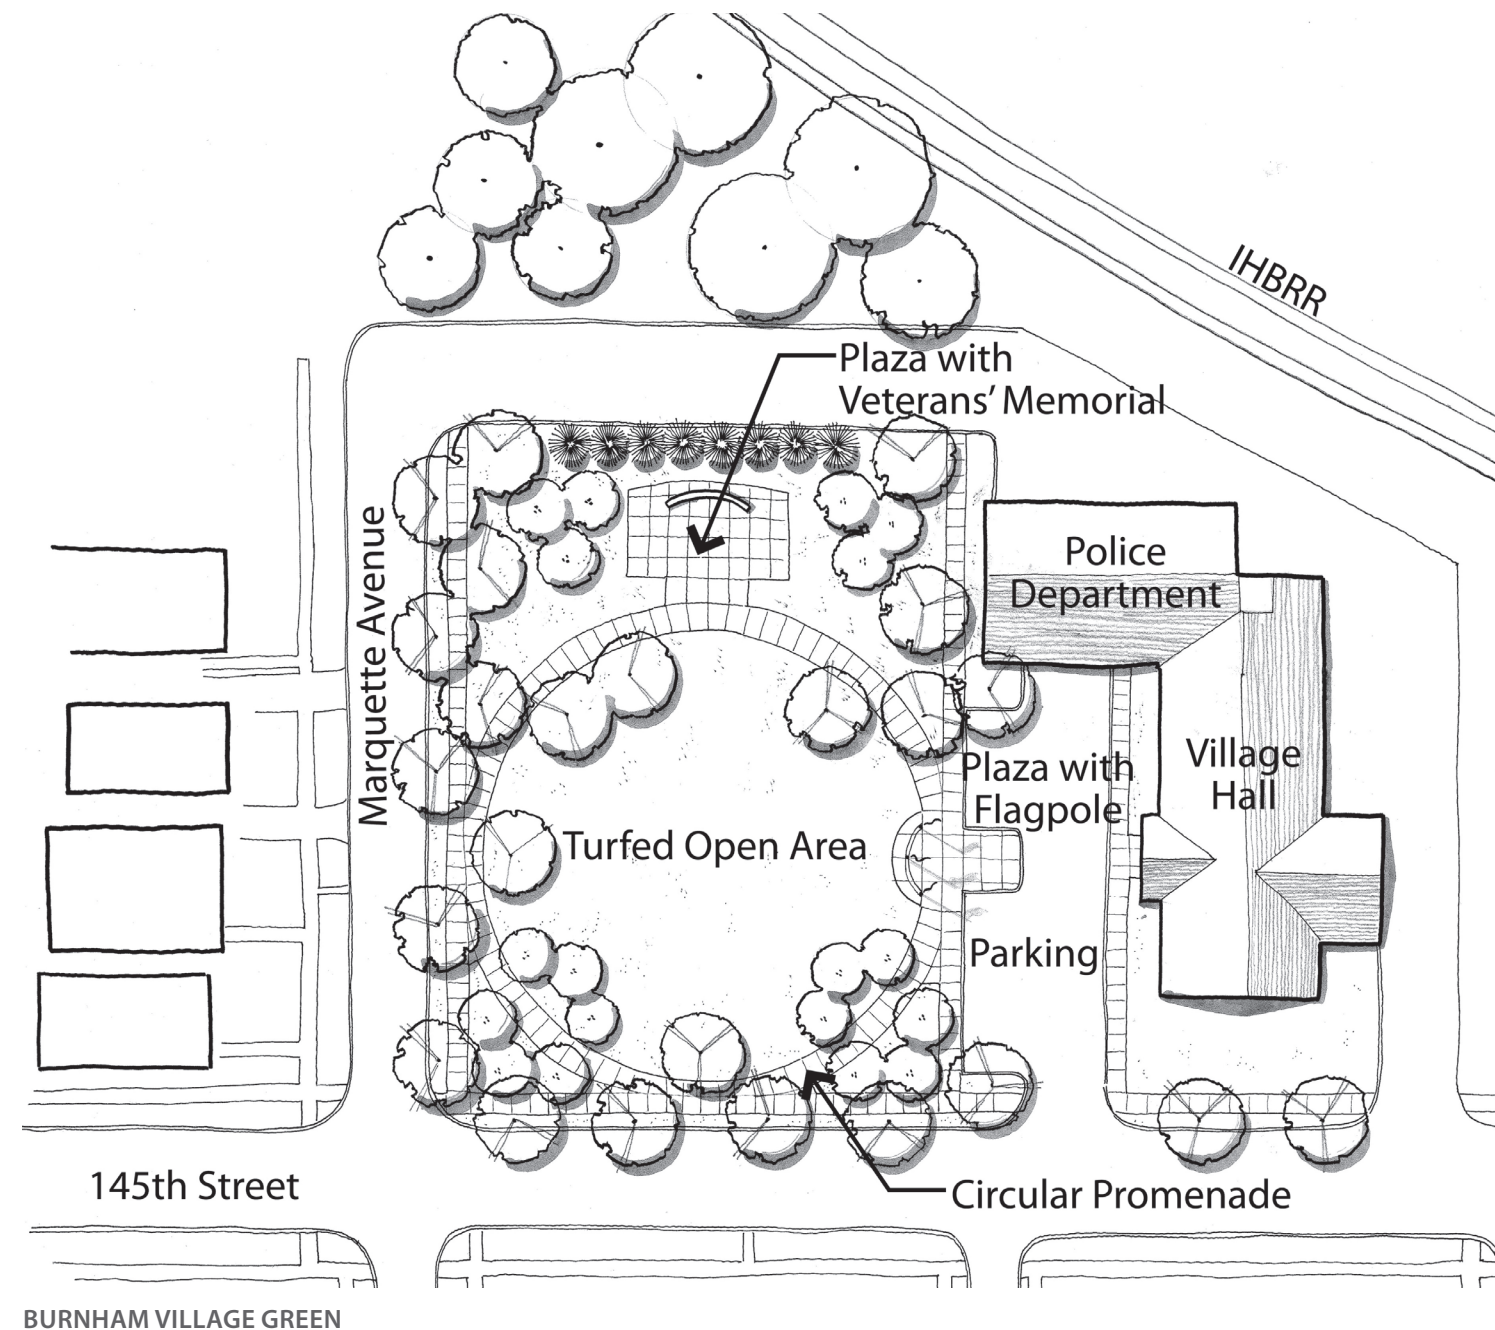 IHBRR
Plaza with
Veterans’ Memorial
Police
Department
Marquette Avenue
Village
Hall
Plaza with
Flagpole
Turfed Open Area
Parking
145th Street
Circular Promenade
BURNHAM VILLAGE GREEN